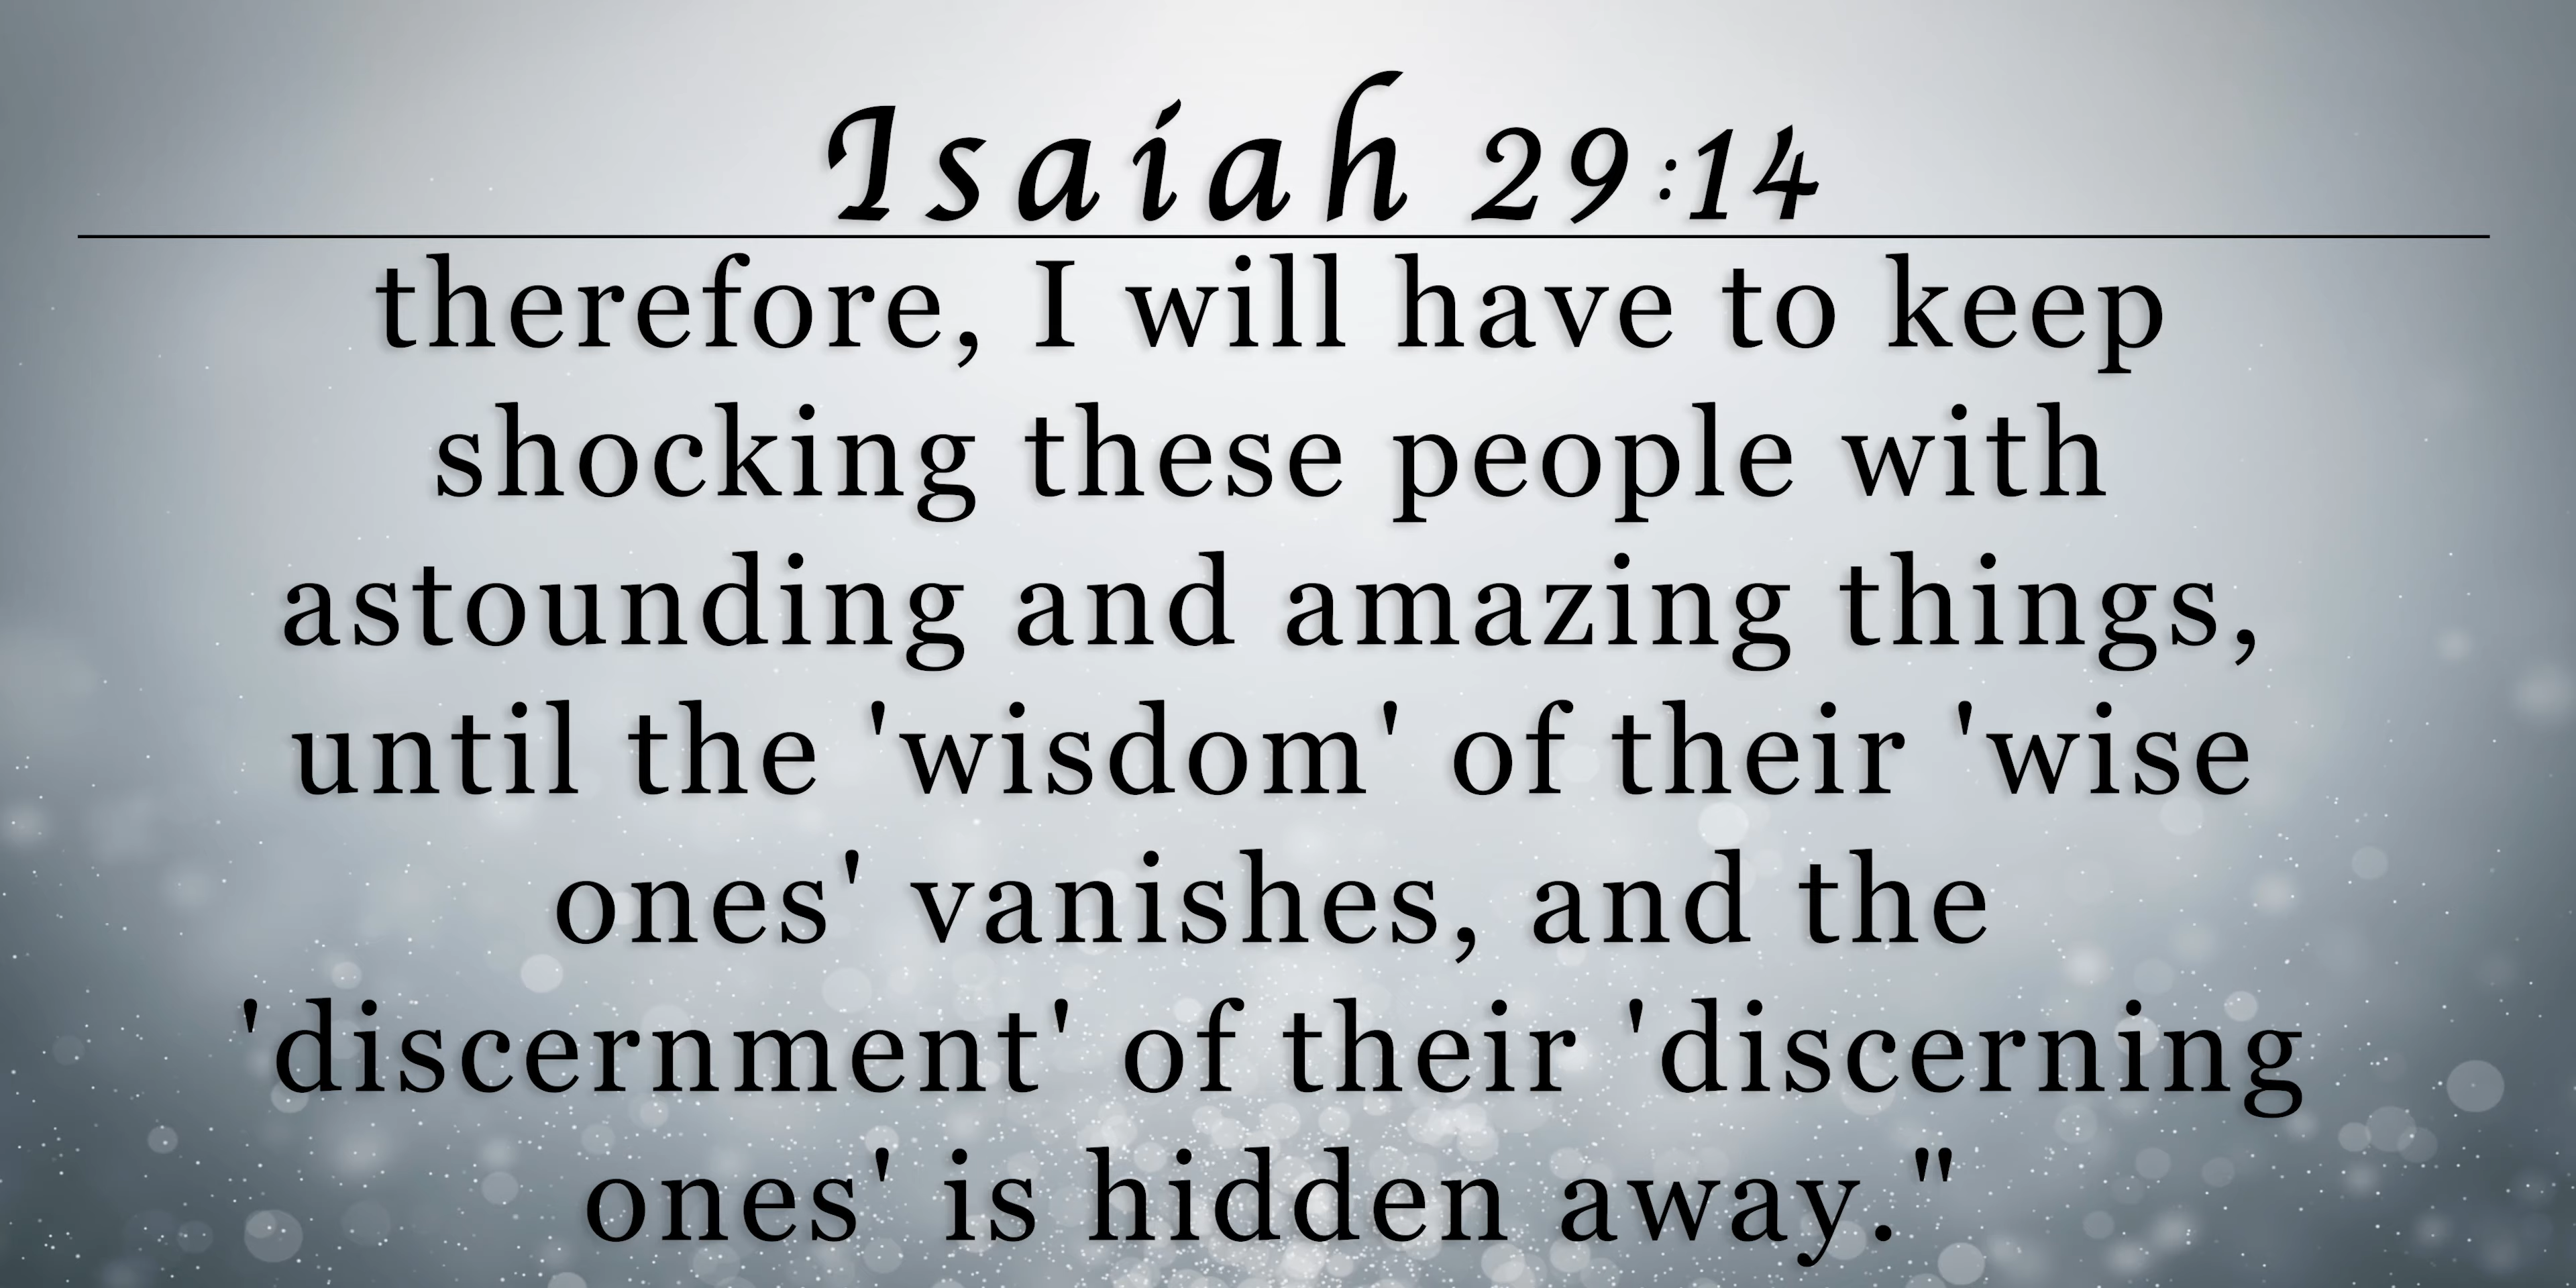 Isaiah 29:14
therefore, I will have to keep
shocking these people with
astounding and amazing things,
until the 'wisdom' of their 'wise
ones' vanishes, and the
'discernment' of their 'discerning
ones' is hidden away."